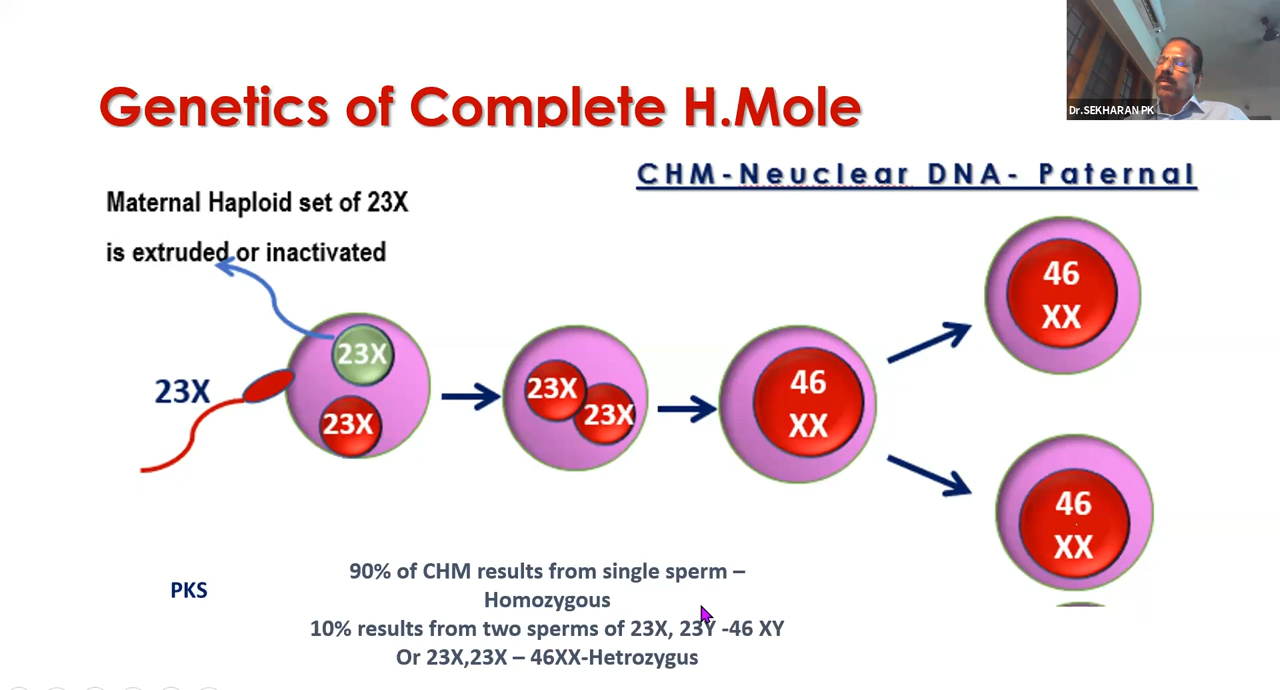 Dr.SEKHARAN PK
Genetics of Complete H.Mole
CHM-Neuclear DNA- Paternal
Maternal Haploid set of 23X
is extruded or inactivated
23X
23X
23X
23X
23X
46
XX
46
XX
46
XX
PKS
90% of CHM results from single sperm –
Homozygous
10% results from two sperms of 23X, 23Y -46 XY
Or 23X,23X – 46XX-Hetrozygus